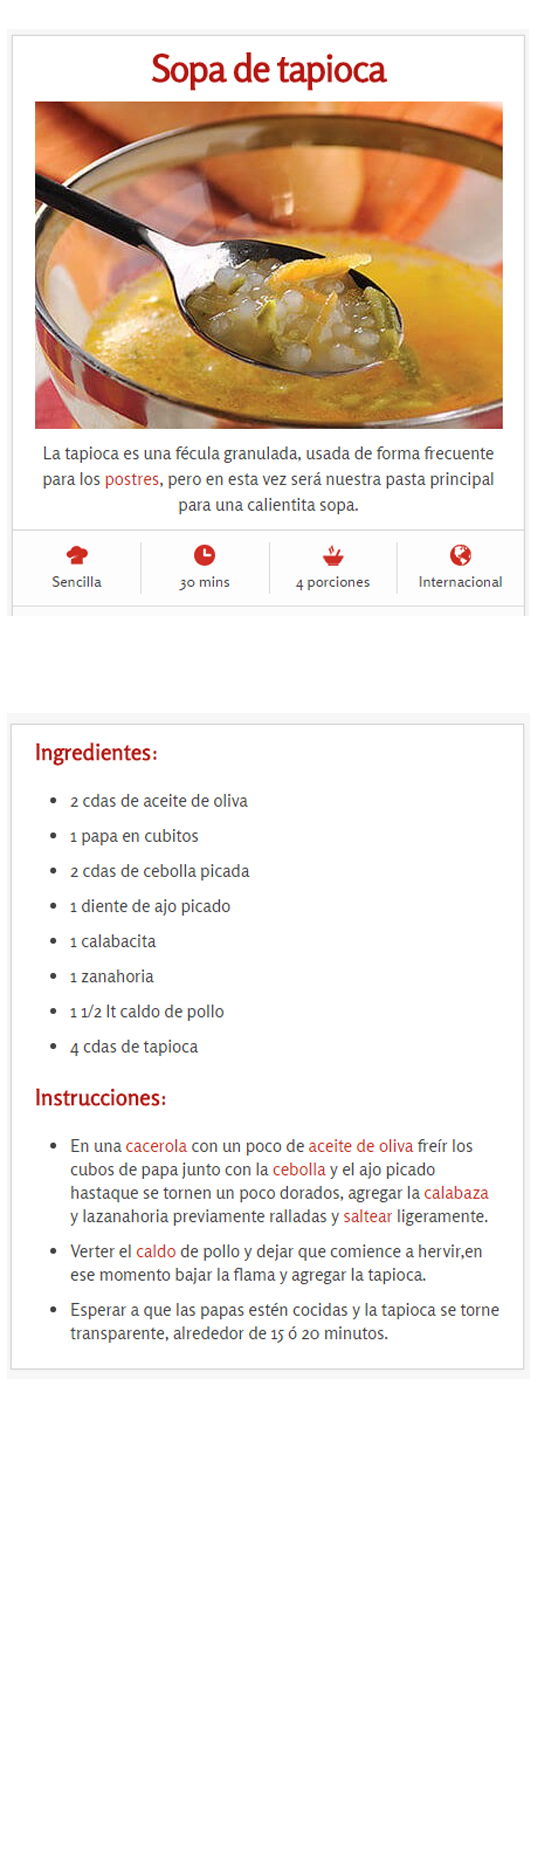 Sopa de tapioca
La tapioca es una fécula granulada, usada de forma frecuente
para los postres, pero en esta vez será nuestra pasta principal
para una calientita sopa.
Sencilla
30 mins
4 porciones
Internacional
Ingredientes:
• 2 cdas de aceite de oliva
• 1 papa en cubitos
• 2 cdas de cebolla picada
• 1 diente de ajo picado
• 1 calabacita
• 1 zanahoria
• 1 1/2 lt caldo de pollo
• 4 cdas de tapioca
Instrucciones:
• En una cacerola con un poco de aceite de oliva freír los
cubos de papa junto con la cebolla y el ajo picado
hastaque se tornen un poco dorados, agregar la calabaza
y lazanahoria previamente ralladas y saltear ligeramente.
• Verter el caldo de pollo y dejar que comience a hervir,en
ese momento bajar la flama y agregar la tapioca.
• Esperar a que las papas estén cocidas y la tapioca se torne
transparente, alrededor de 15 ó 20 minutos.